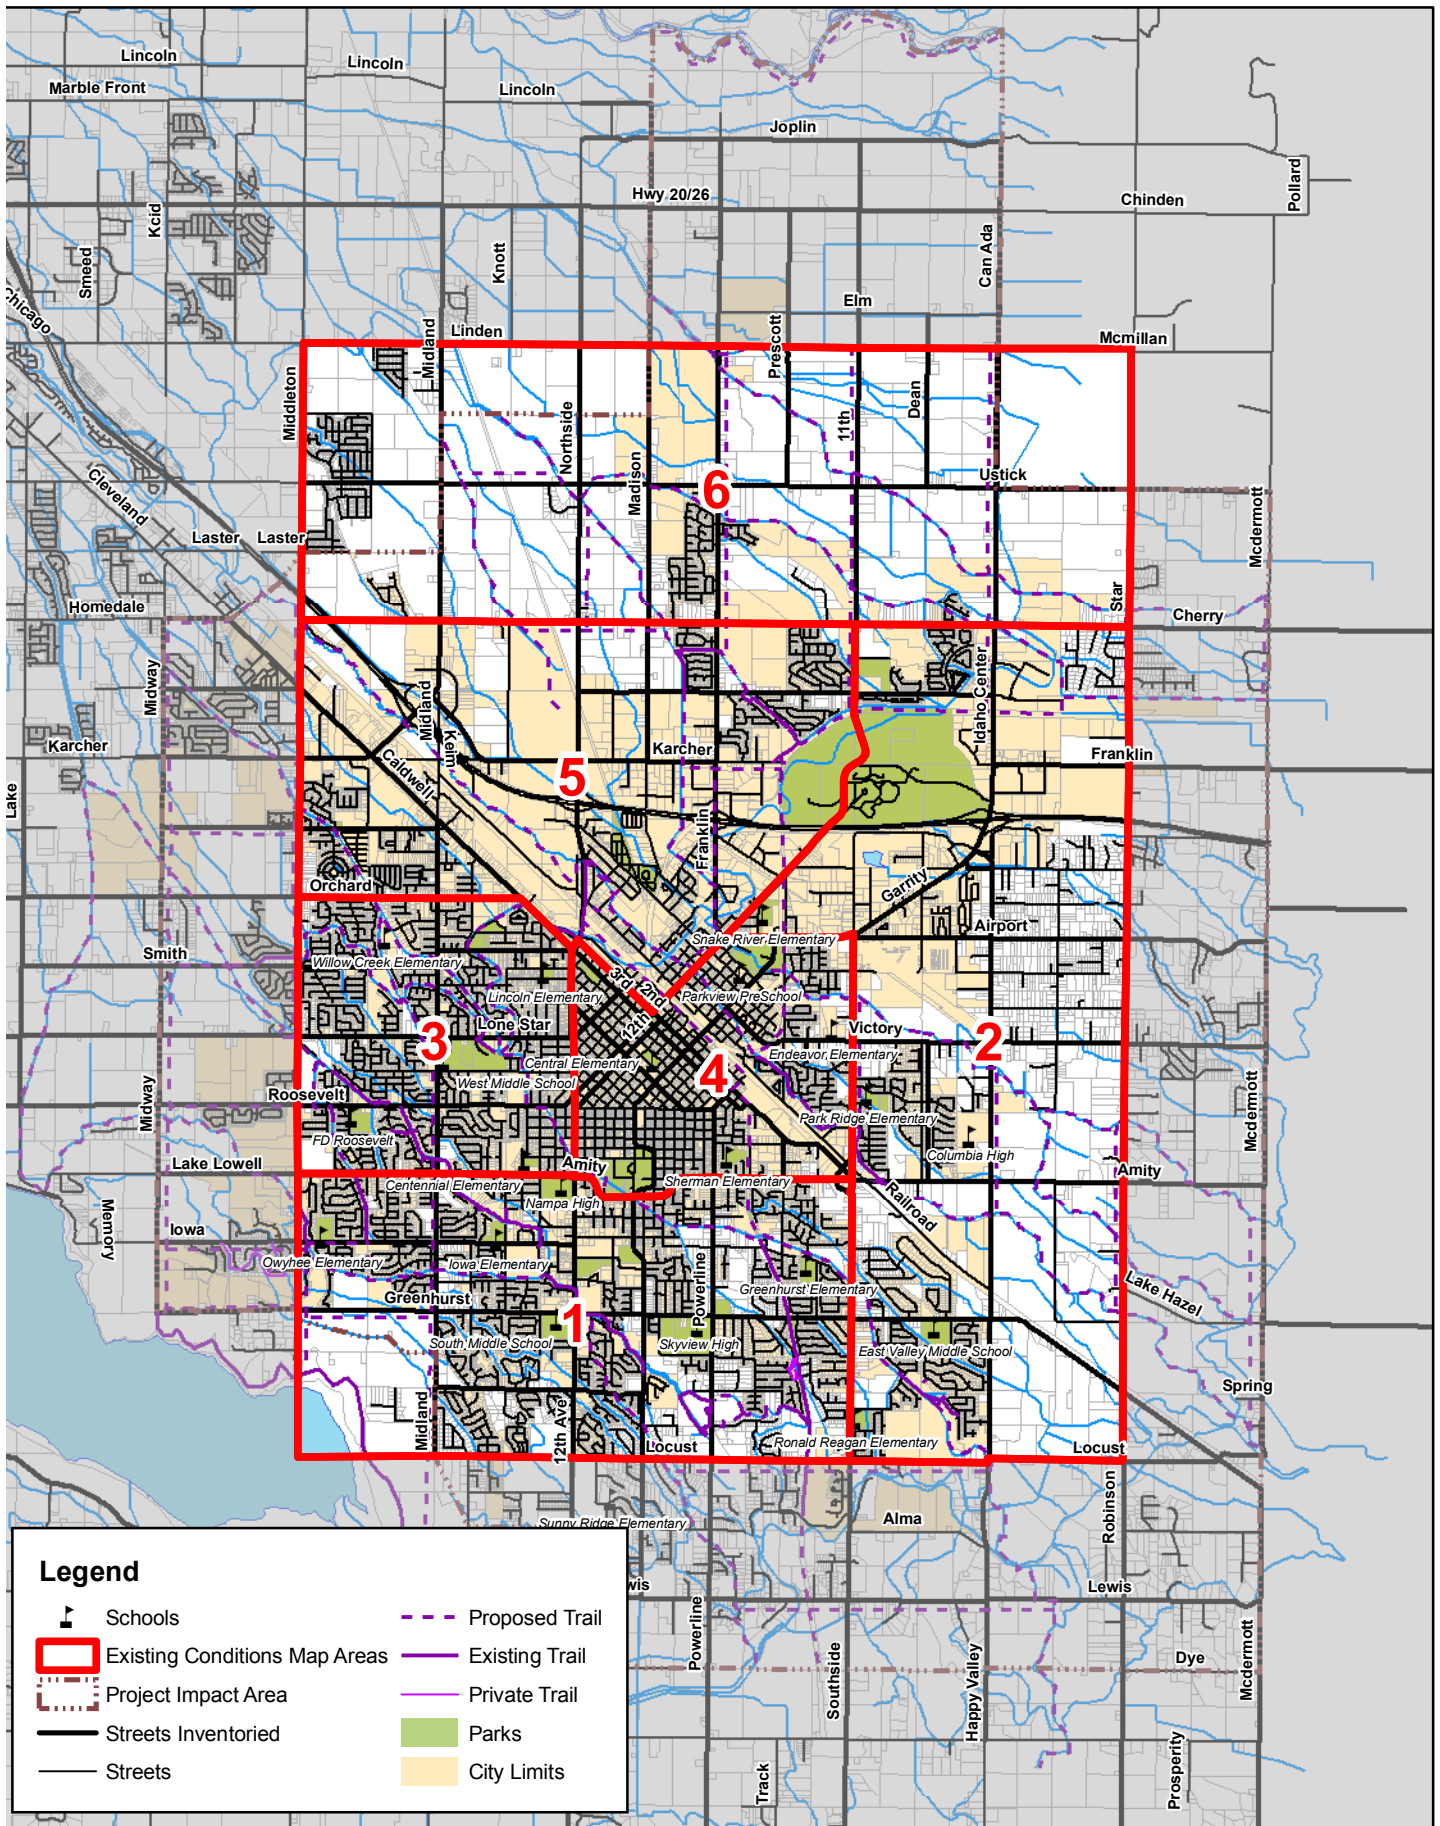 Lincoln
Lincoln
Marble Front
Lincoln
Joplin
Pollard
Hwy 20/26
Chinden
Kcid
Smeed
Knott
Can Ada
Elm
Chicago
Linden
Midland
Prescott
Mcmillan
Middleton
Northside
Dean
11th
Madison
Ustick
6
Cleveland
Laster
Laster
Mcdermott
Homedale
Star
Cherry
Midway
Midland
Keim
Idaho Center
Karcher
Karcher
Franklin
Caldwell
5
Lake
Franklin
Orchard
Garrity
Airport
Smith
Snake River Elementary
Willow Creek Elementary
3rd
2nd
Lincoln Elementary
Parkview PreSchool
Lone Star
12th
Victory
3
2
Endeavor Elementary
Central Elementary
4
West Middle School
Roosevelt
Midway
Mcdermott
Park Ridge Elementary
FD Roosevelt
Columbia High
Lake Lowell
Amity
Amity
Sherman Elementary
Centennial Elementary
Nampa High
Railroad
Memory
Iowa
Owyhee Elementary
Iowa Elementary
Powerline
Greenhurst Elementary
Lake Hazel
Greenhurst
1
South Middle School
Skyview High
East Valley Middle School
Spring
Midland
12th Ave
Locust
Ronald Reagan Elementary
Locust
Robinson
Alma
Sunny Ridge Elementary
wis
Lewis
Powerline
Southside
Happy Valley
Dye
Mcdermott
Track
Prosperity
Legend
Schools
Existing Conditions Map Areas
Project Impact Area
Streets Inventoried
Streets
Proposed Trail
Existing Trail
Private Trail
Parks
City Limits